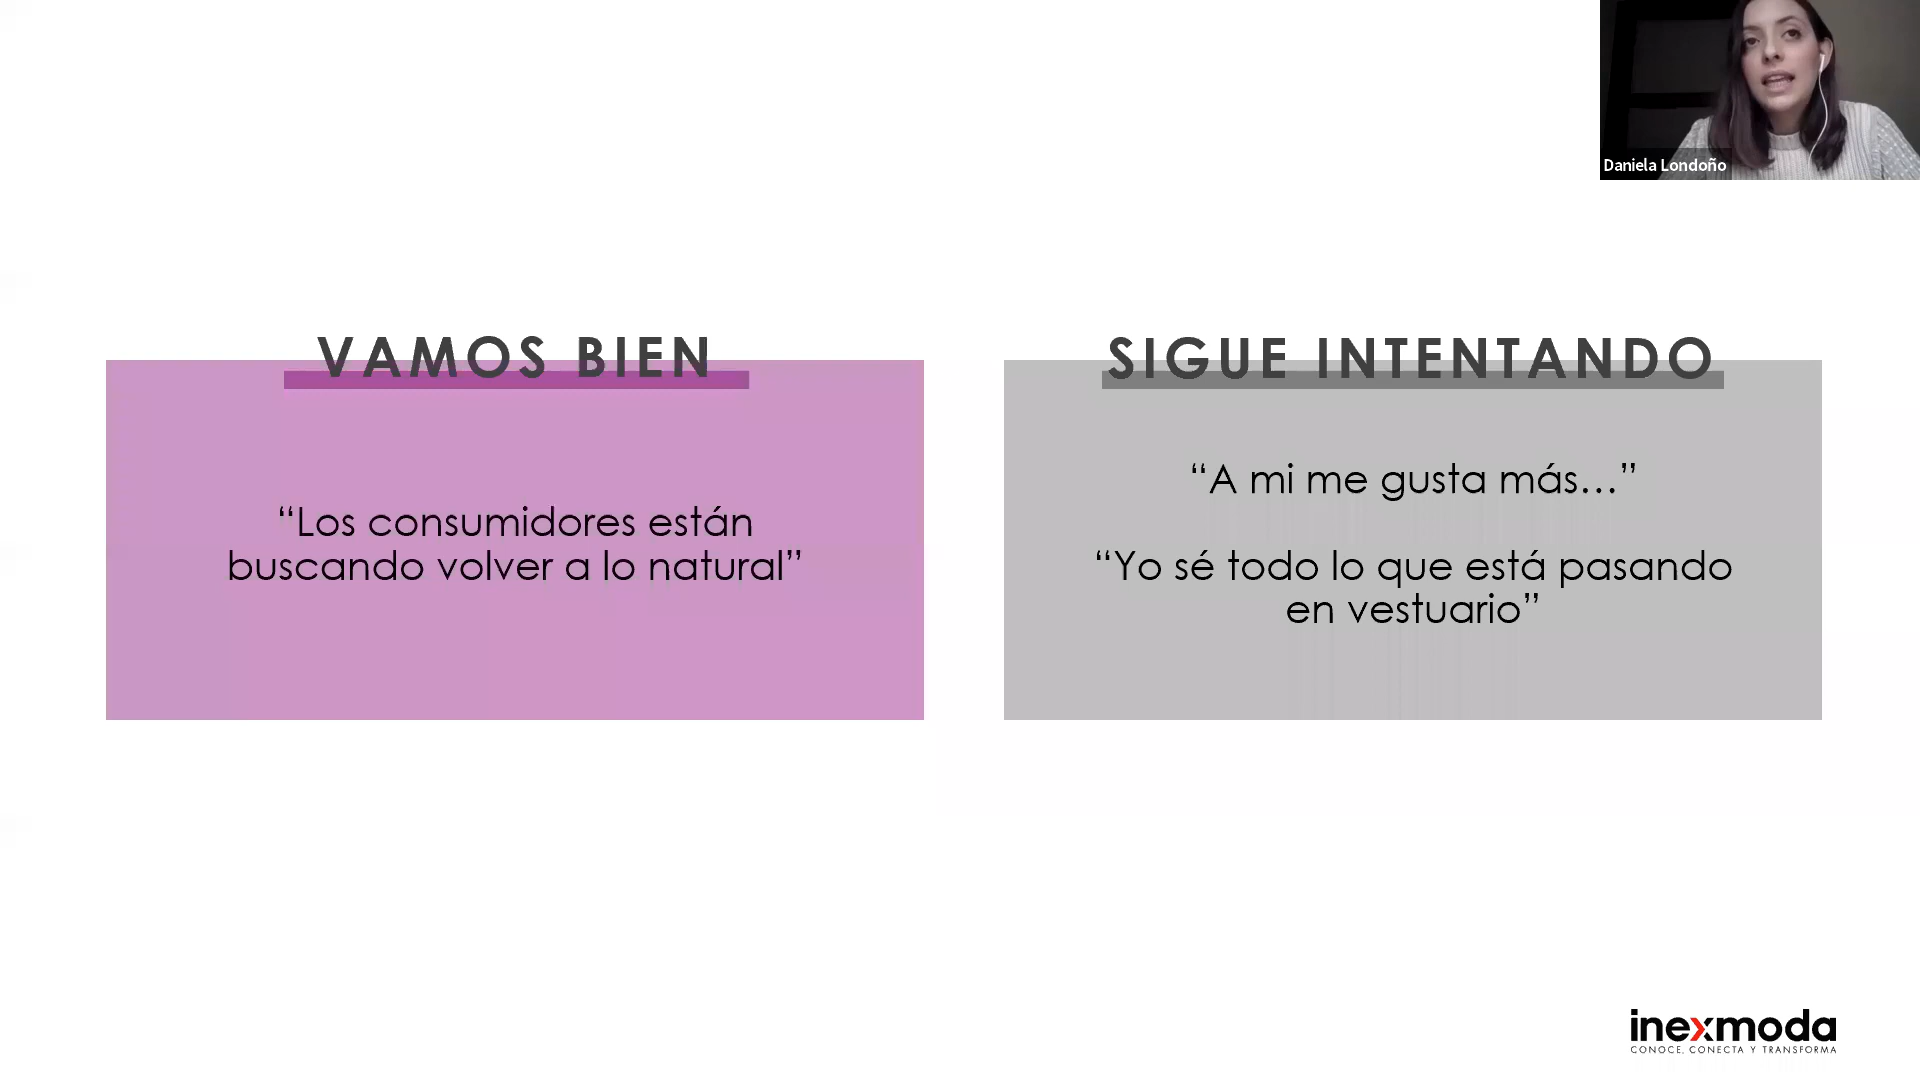 Daniela Londoño
VAMOS BIEN
“Los consumidores están
buscando volver a lo natural”
SIGUE INTENTANDO
“A mi me gusta más…”
“Yo sé todo lo que está pasando
en vestuario”
inexmoda
CONOCE, CONECTA Y TRANSFORMA